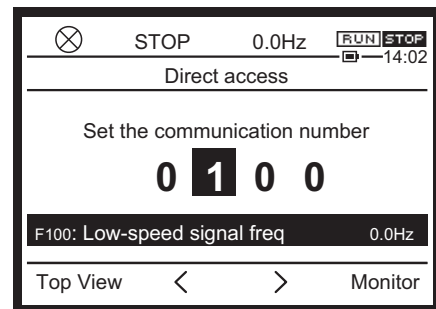 STOP 0.0Hz RUN STOP
14:02
Direct access
Set the communication number
0 1 0 0
F100: Low-speed signal freq 0.0Hz
Top View < > Monitor